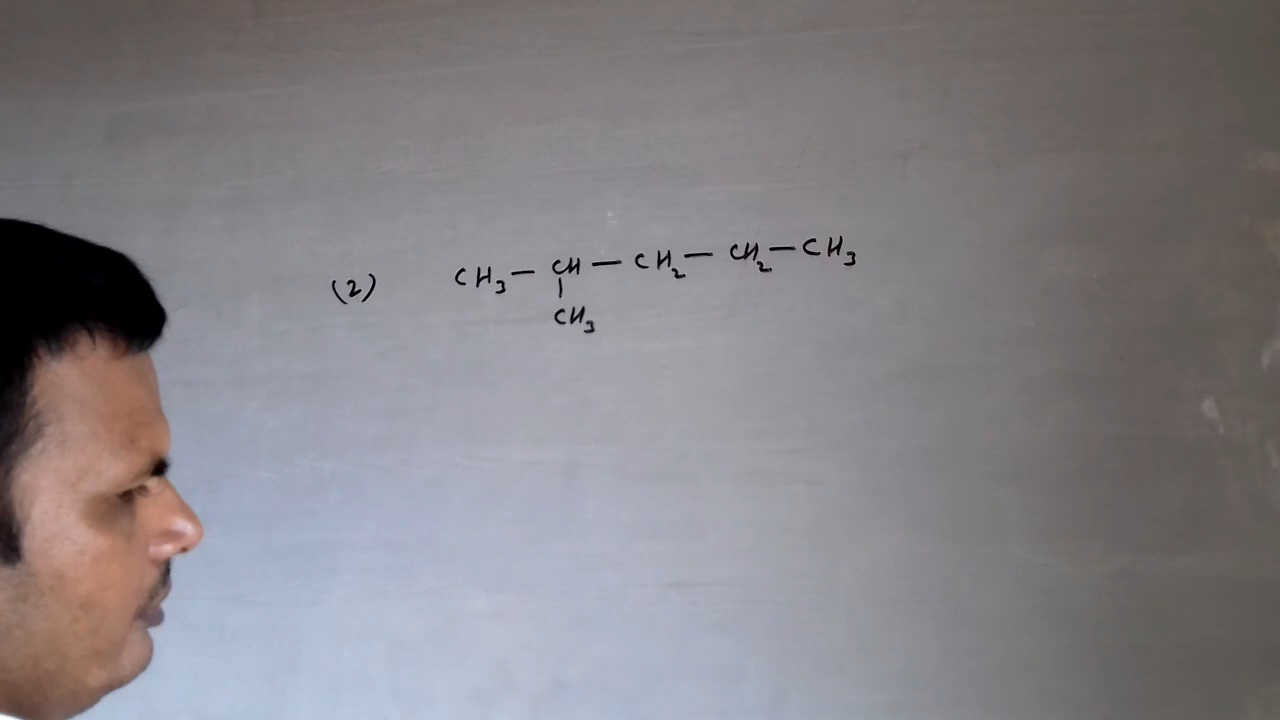 (2) CH₃ — CH — CH₂ — CH₂ — CH₃
|
CH₃